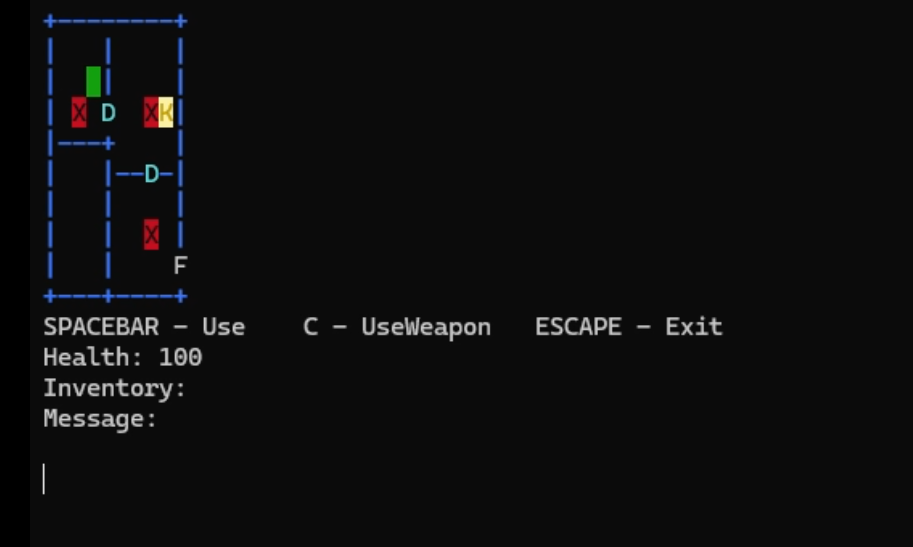 +--------+
|   |    |
|   |    |
| X D  XK|
|---+    |
|   |--D-|
|   |    |
|   |  X |
|   |    F
+---+----+
SPACEBAR - Use    C - UseWeapon   ESCAPE - Exit
Health: 100
Inventory:
Message: